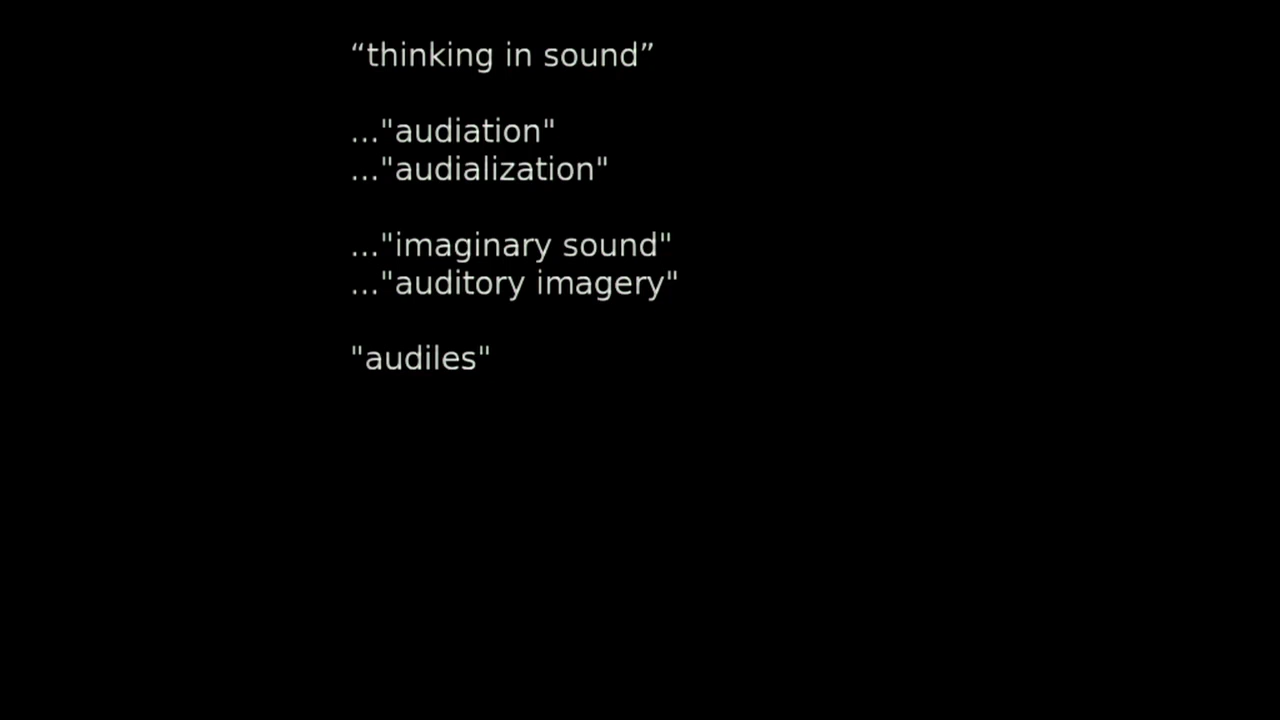 “thinking in sound”
..."audiation"
..."audialization"
..."imaginary sound"
..."auditory imagery"
"audiles"